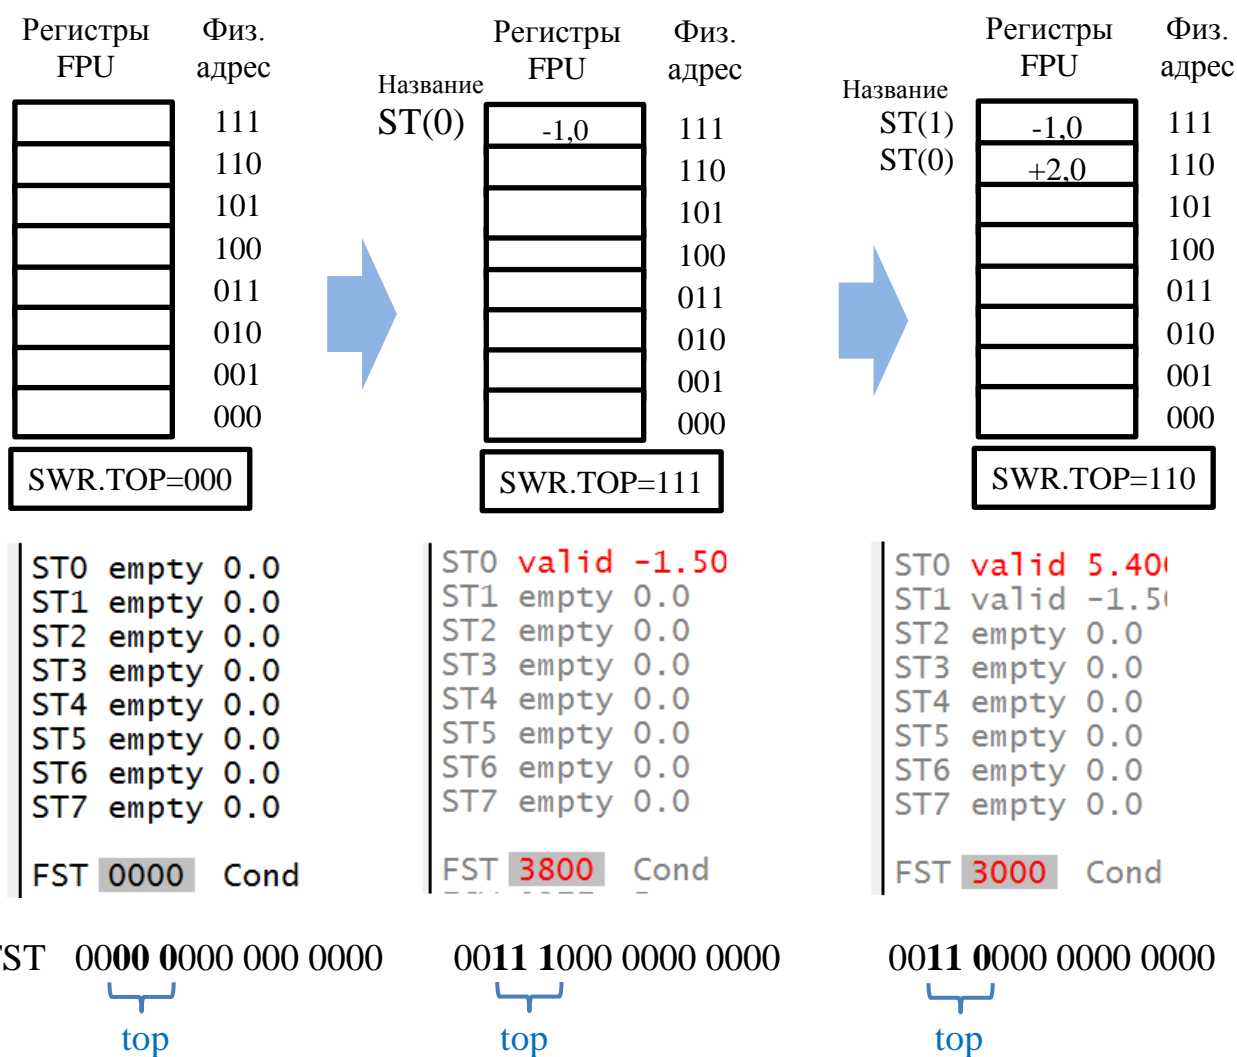 Регистры FPU
Физ. адрес
111
110
101
100
011
010
001
000
SWR.TOP=000
Регистры FPU
Физ. адрес
Название
ST(0)
-1,0
111
110
101
100
011
010
001
000
SWR.TOP=111
Регистры FPU
Физ. адрес
Название
ST(1)
-1,0
111
ST(0)
+2,0
110
101
100
011
010
001
000
SWR.TOP=110
ST0 empty 0.0
ST1 empty 0.0
ST2 empty 0.0
ST3 empty 0.0
ST4 empty 0.0
ST5 empty 0.0
ST6 empty 0.0
ST7 empty 0.0
FST 0000 Cond
ST0 valid -1.50
ST1 empty 0.0
ST2 empty 0.0
ST3 empty 0.0
ST4 empty 0.0
ST5 empty 0.0
ST6 empty 0.0
ST7 empty 0.0
FST 3800 Cond
ST0 valid 5.40
ST1 valid -1.5
ST2 empty 0.0
ST3 empty 0.0
ST4 empty 0.0
ST5 empty 0.0
ST6 empty 0.0
ST7 empty 0.0
FST 3000 Cond
ST 0000 0000 000 0000
top
0011 1000 0000 0000
top
0011 0000 0000 0000
top